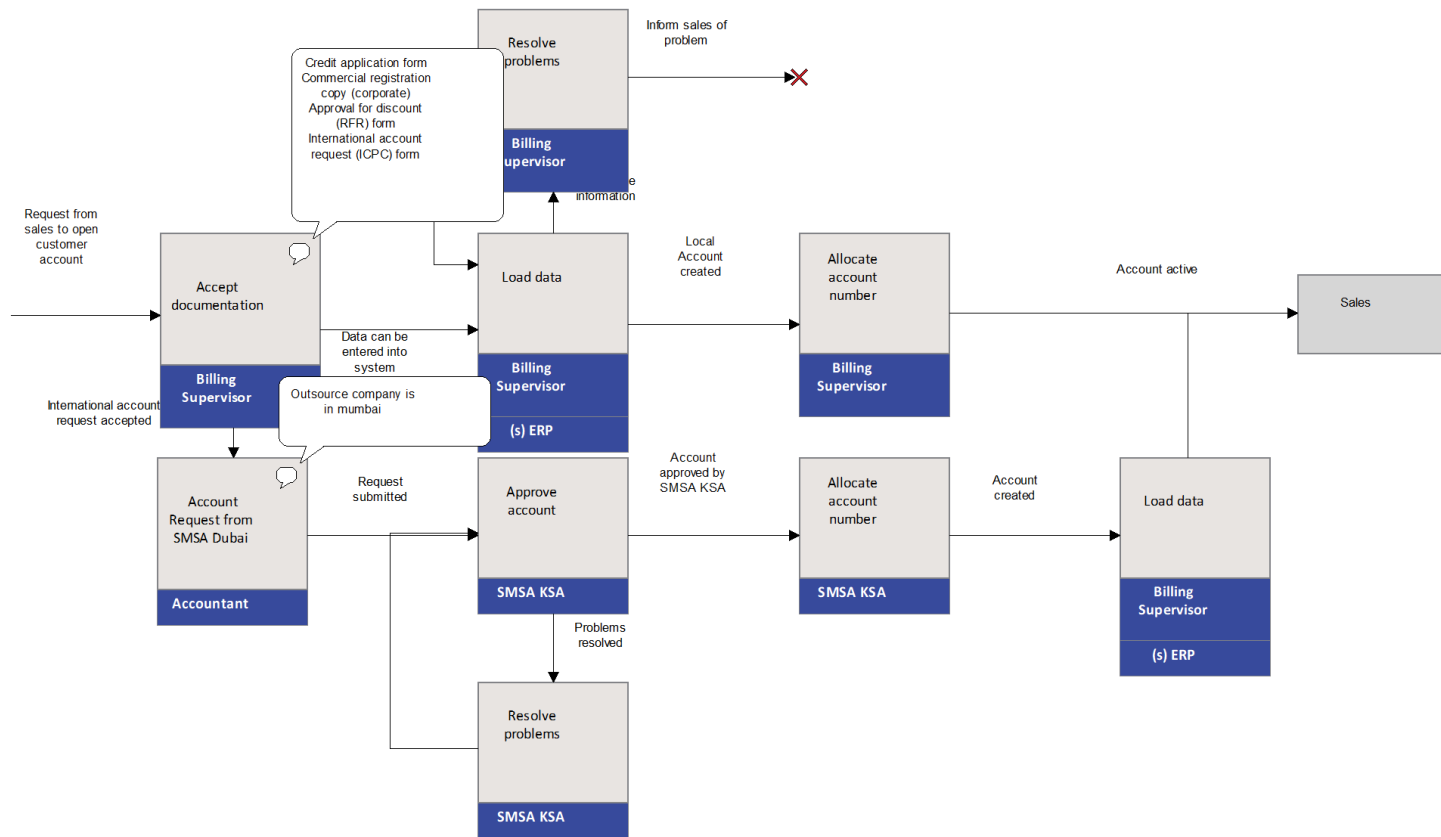 Resolve
problems
Billing
upervisor
Inform sales of
problem
Credit application form
Commercial registration
copy (corporate)
Approval for discount
(RFR) form
International account
request (ICPC) form
information
Request from
sales to open
customer
account
Accept
documentation
Billing
Supervisor
Data can be
entered into
system
Load data
Billing
Supervisor
(s) ERP
Local
Account
created
Allocate
account
number
Billing
Supervisor
Account active
Sales
International account
request accepted
Outsource company is
in mumbai
Account
Request from
SMSA Dubai
Accountant
Request
submitted
Approve
account
SMSA KSA
Account
approved by
SMSA KSA
Allocate
account
number
SMSA KSA
Account
created
Load data
Billing
Supervisor
(s) ERP
Problems
resolved
Resolve
problems
SMSA KSA